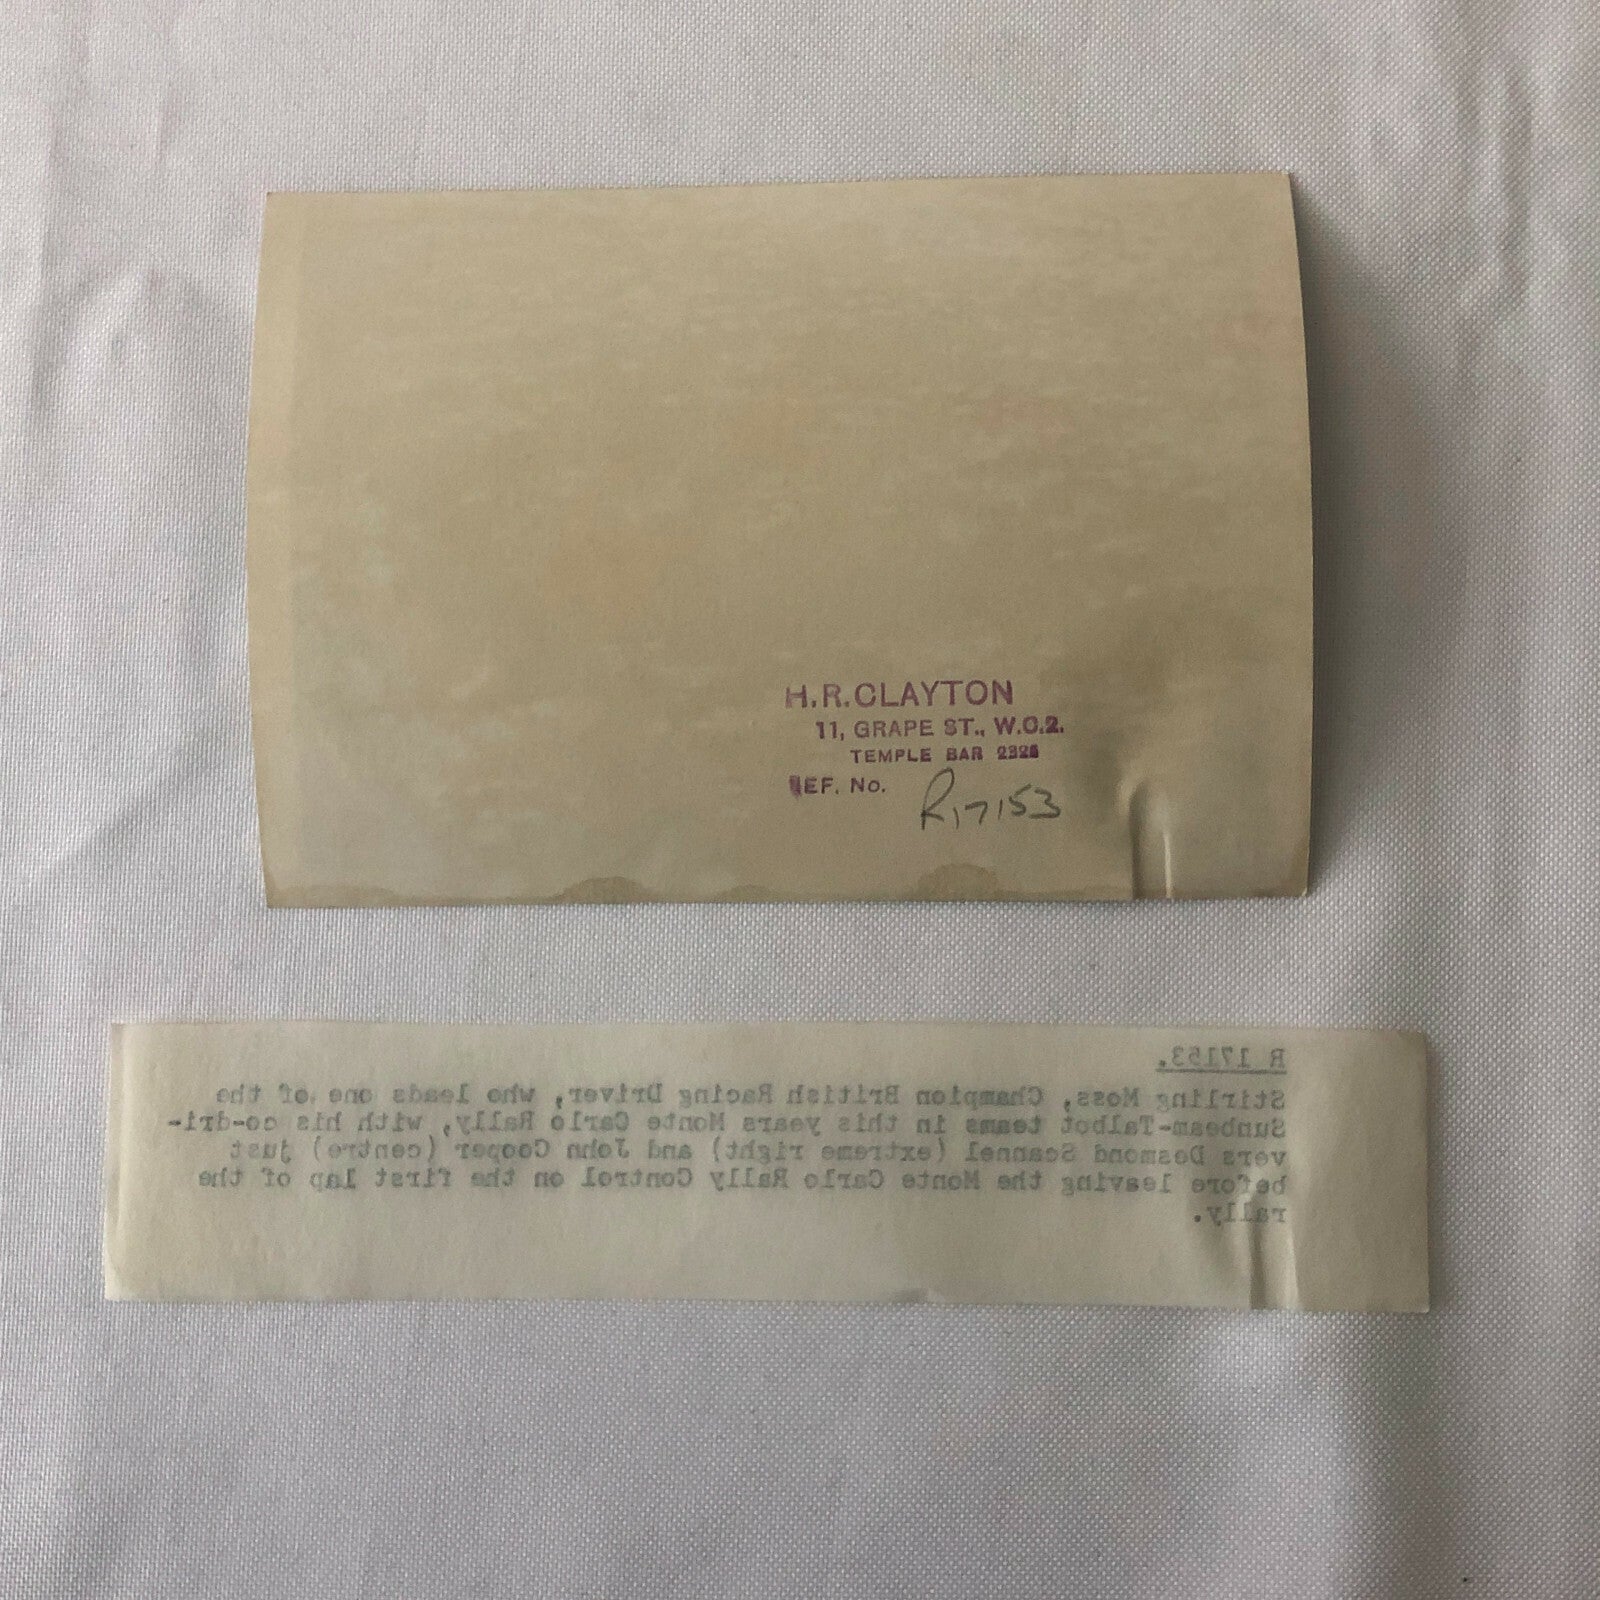 H.R.CLAYTON
11, GRAPE ST., W.C.2.
TEMPLE BAR 2328
REF. No. R17153
R 17153.
Stirling Moss, Champion British Racing Driver, who leads one of the
Sunbeam-Talbot teams in this years Monte Carlo Rally, with his co-dri-
vers Desmond Scannel (extreme right) and John Cooper (centre) just
before leaving the Monte Carlo Rally Control on the first lap of the
rally.